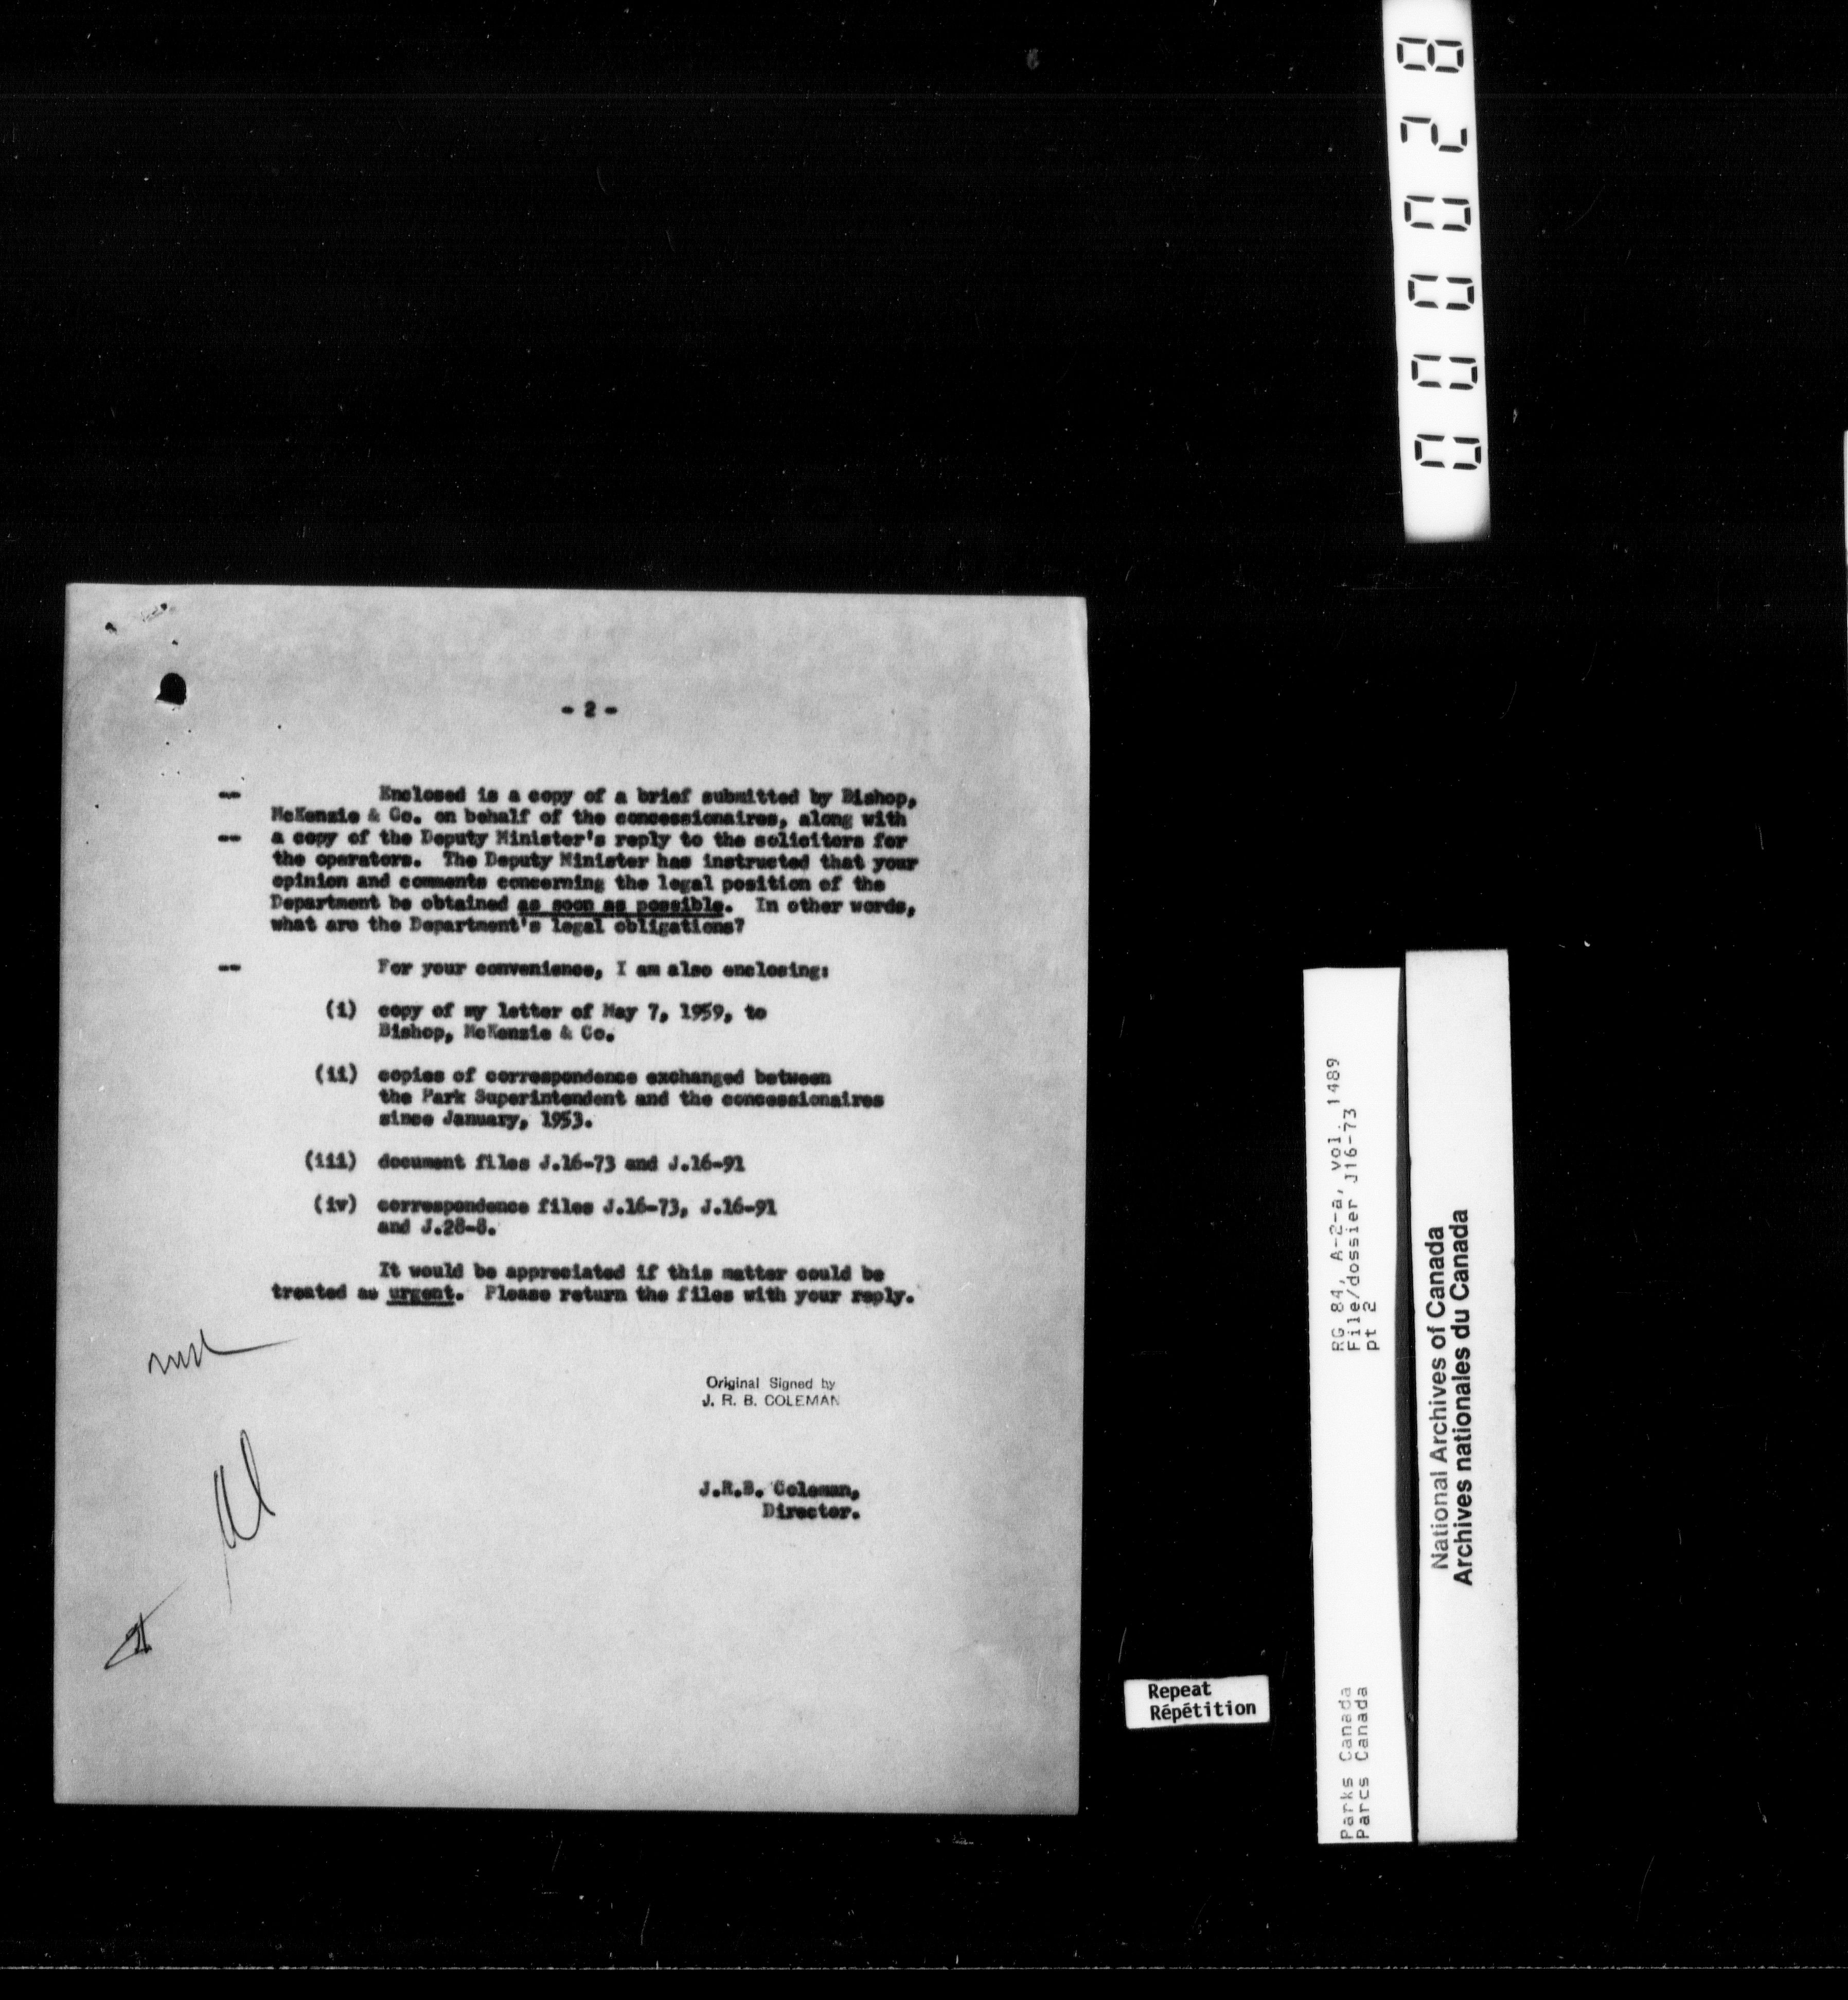 - 2 -
-- Enclosed is a copy of a brief submitted by Bishop,
McKenzie & Co. on behalf of the concessionaires, along with
-- a copy of the Deputy Minister's reply to the solicitors for
the operators. The Deputy Minister has instructed that your
opinion and comments concerning the legal position of the
Department be obtained as soon as possible. In other words,
what are the Department's legal obligations?
-- For your convenience, I am also enclosing:
(i) copy of my letter of May 7, 1959, to
Bishop, McKenzie & Co.
(ii) copies of correspondence exchanged between
the Park Superintendent and the concessionaires
since January, 1953.
(iii) document files J.16-73 and J.16-91
(iv) correspondence files J.16-73, J.16-91
and J.28-8.
It would be appreciated if this matter could be
treated as urgent. Please return the files with your reply.
Original Signed by
J. R. B. COLEMAN
J.R.B. Coleman,
Director.
000028
RG 84, A-2-a, vol. 1489
File/dossier J16-73
pt 2
Parks Canada
Parcs Canada
National Archives of Canada
Archives nationales du Canada
Repeat
Répétition